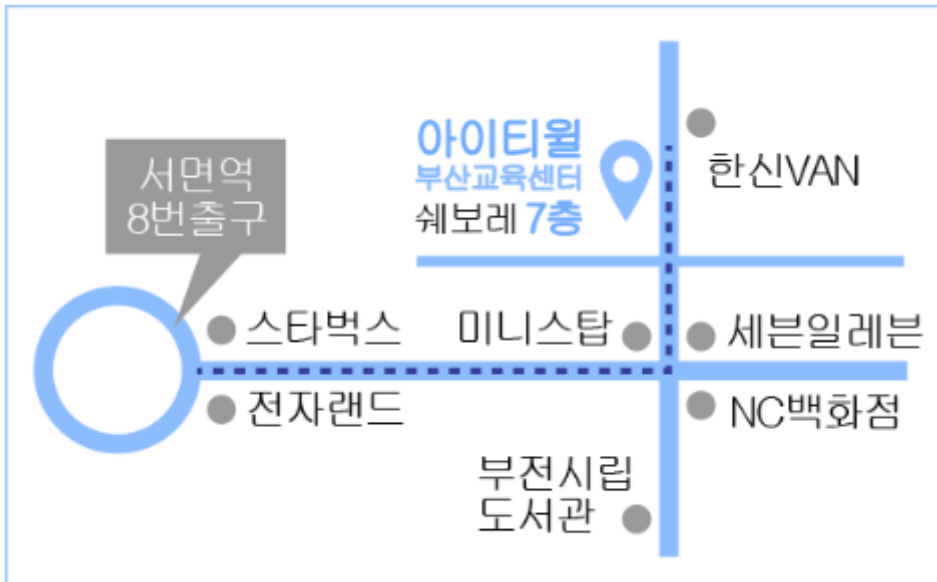 아이티윌
부산교육센터
쉐보레 7층
한신VAN
서면역
8번출구
스타벅스
미니스탑
세븐일레븐
전자랜드
NC백화점
부전시립
도서관